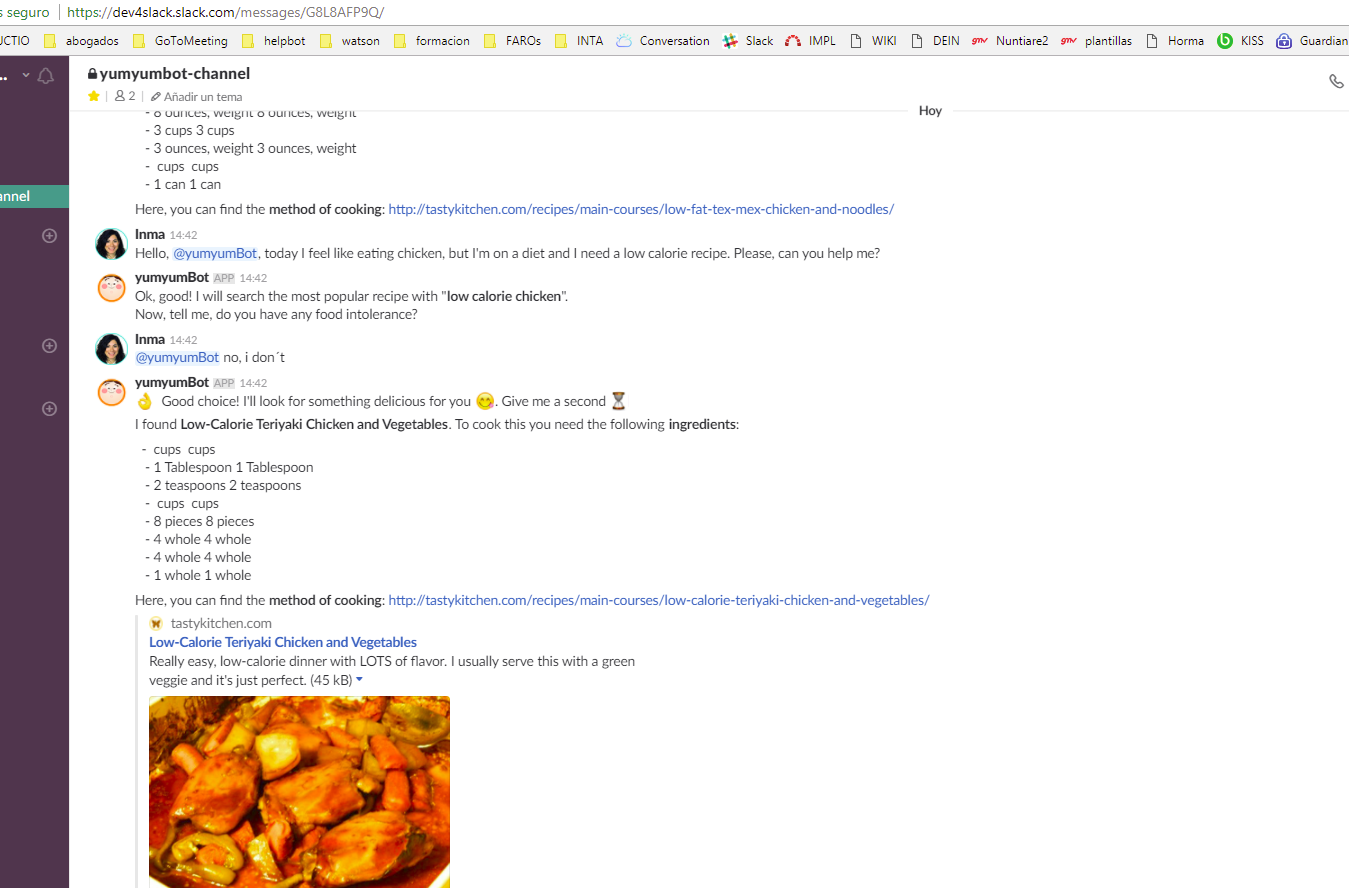 s seguro | https://dev4slack.slack.com/messages/G8L8AFP9Q/
UCTIO abogados GoToMeeting helpbot watson formacion FAROs INTA Conversation Slack IMPL WIKI DEIN gmv Nuntiare2 gmv plantillas Horma KISS Guardian
... yumyumbot-channel
2 | Añadir un tema
Hoy
- 8 ounces, weight 8 ounces, weight
- 3 cups 3 cups
- 3 ounces, weight 3 ounces, weight
- cups cups
- 1 can 1 can
annel
Here, you can find the method of cooking: http://tastykitchen.com/recipes/main-courses/low-fat-tex-mex-chicken-and-noodles/
Inma 14:42
Hello, @yumyumBot, today I feel like eating chicken, but I'm on a diet and I need a low calorie recipe. Please, can you help me?
yumyumBot APP 14:42
Ok, good! I will search the most popular recipe with "low calorie chicken".
Now, tell me, do you have any food intolerance?
Inma 14:42
@yumyumBot no, i don´t
yumyumBot APP 14:42
👌 Good choice! I'll look for something delicious for you 😋. Give me a second ⏳
I found Low-Calorie Teriyaki Chicken and Vegetables. To cook this you need the following ingredients:
- cups cups
- 1 Tablespoon 1 Tablespoon
- 2 teaspoons 2 teaspoons
- cups cups
- 8 pieces 8 pieces
- 4 whole 4 whole
- 4 whole 4 whole
- 1 whole 1 whole
Here, you can find the method of cooking: http://tastykitchen.com/recipes/main-courses/low-calorie-teriyaki-chicken-and-vegetables/
tastykitchen.com
Low-Calorie Teriyaki Chicken and Vegetables
Really easy, low-calorie dinner with LOTS of flavor. I usually serve this with a green
veggie and it's just perfect. (45 kB)